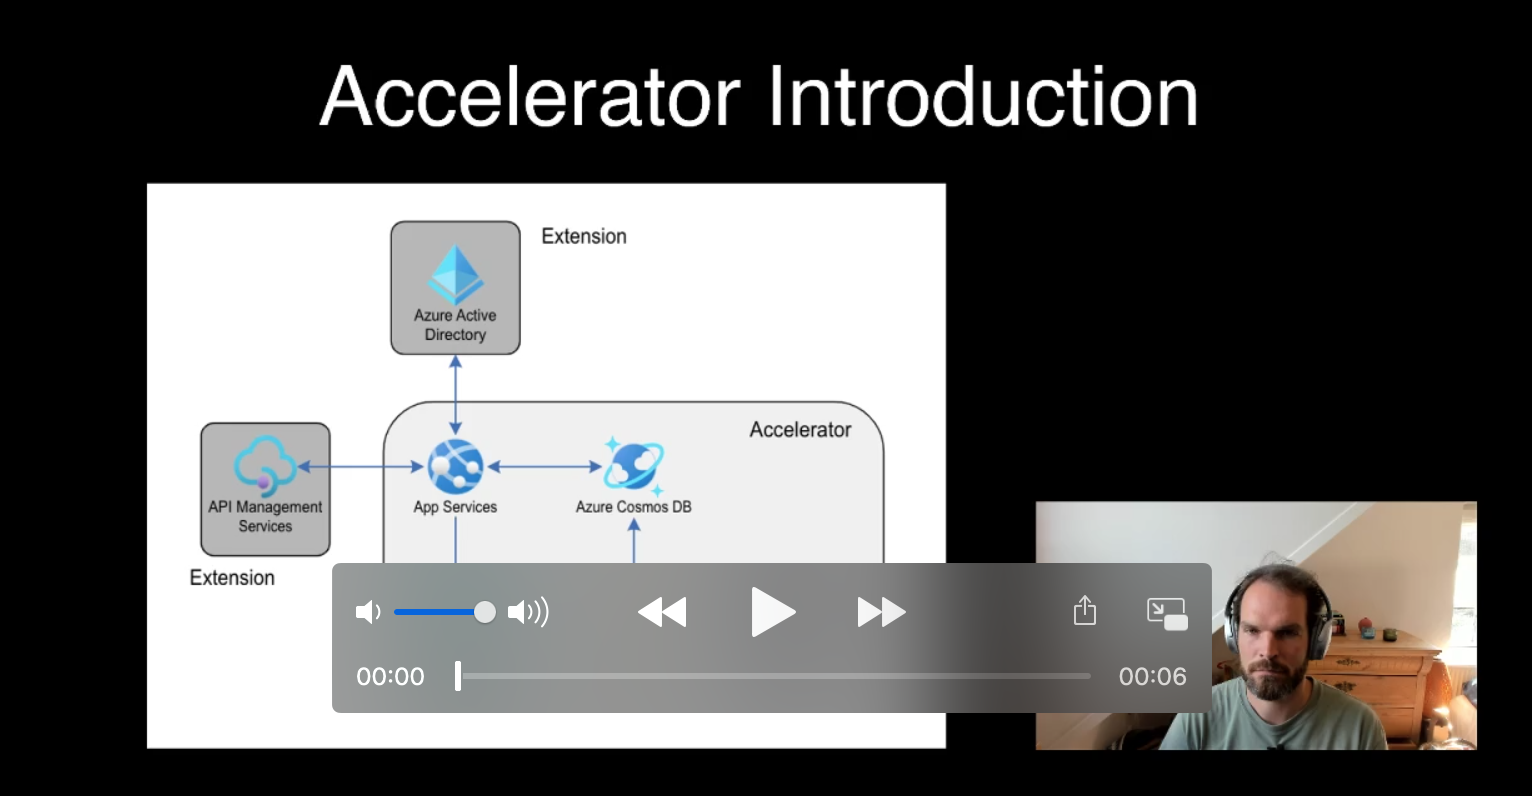 Accelerator Introduction
Extension
Azure Active
Directory
Accelerator
API Management
Services
App Services
Azure Cosmos DB
Extension
00:00
00:06